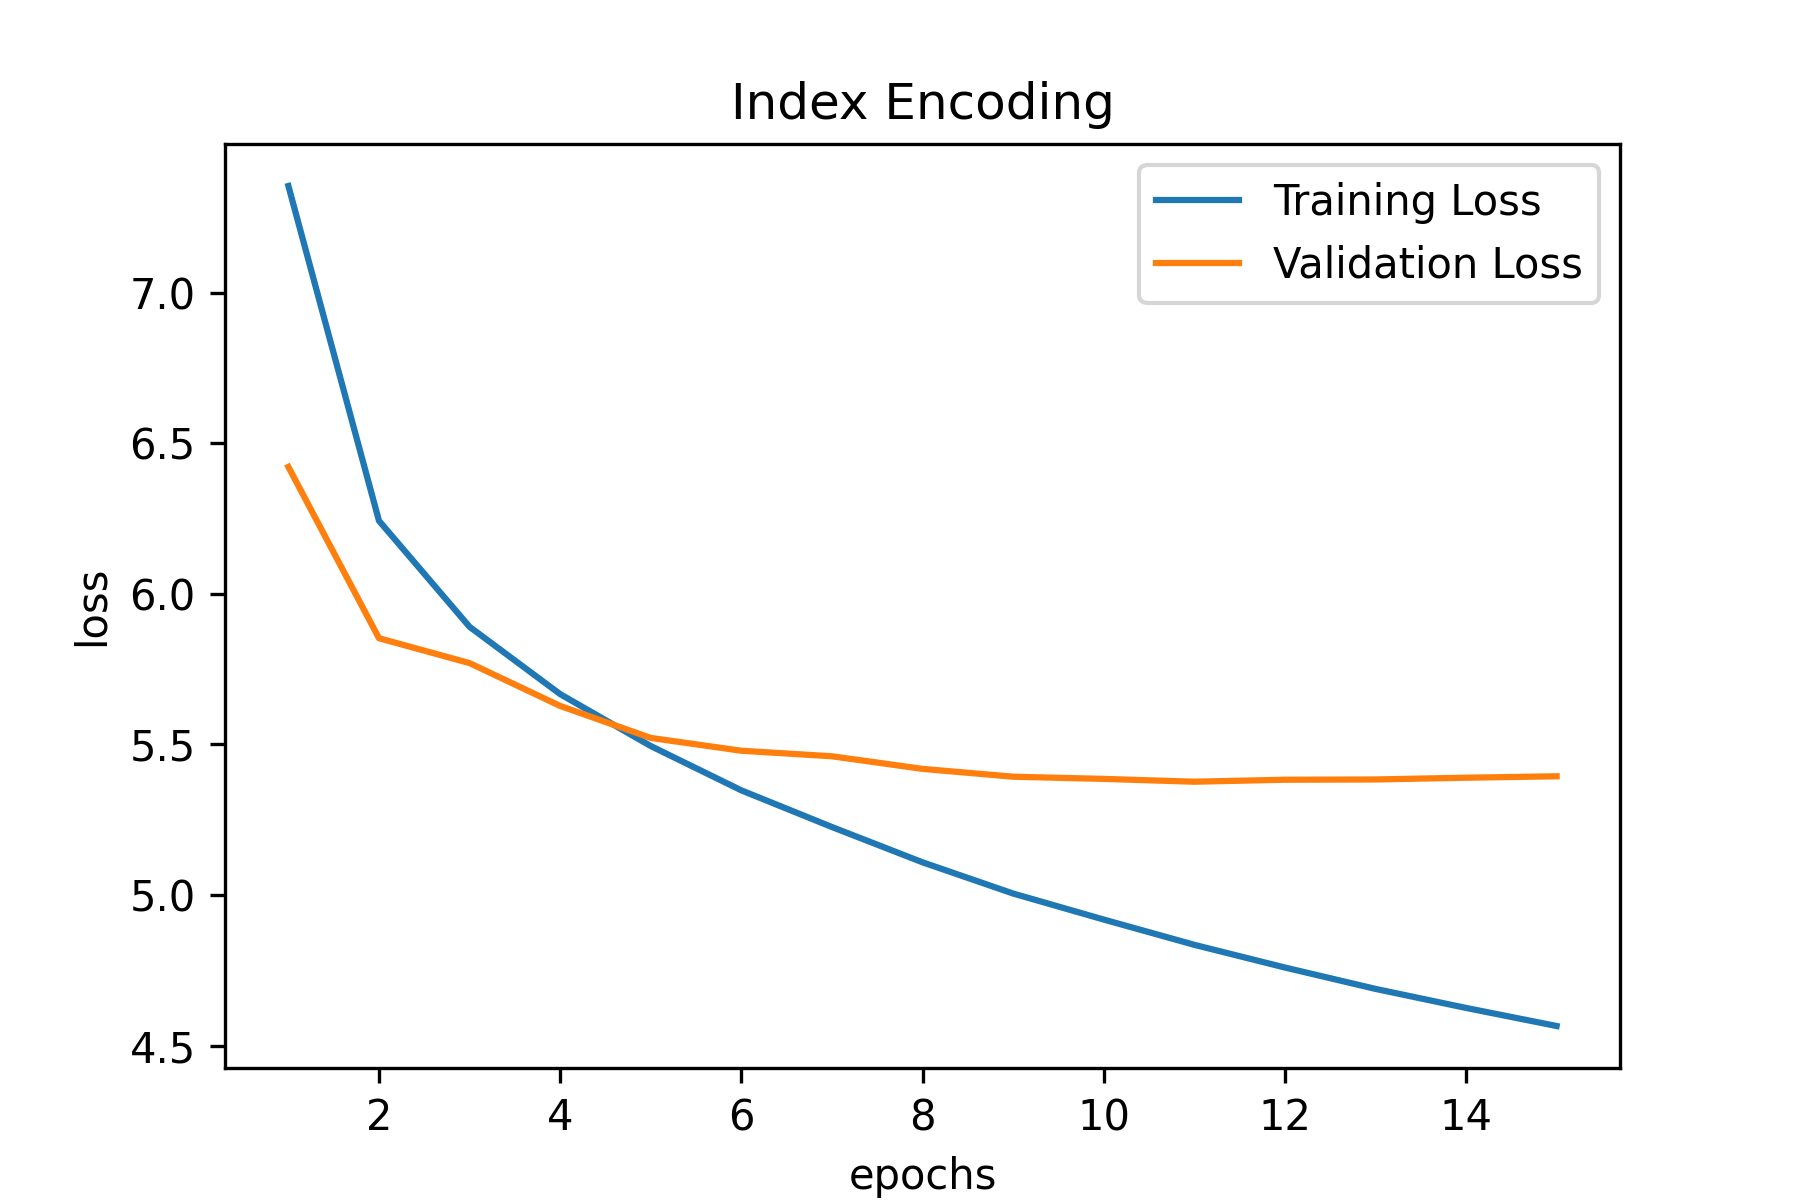 Index Encoding
Training Loss
Validation Loss
7.0
6.5
6.0
5.5
5.0
4.5
loss
2 4 6 8 10 12 14
epochs